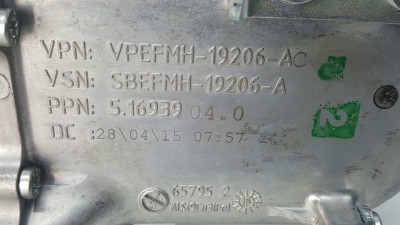 VPN: VPEFMH-19206-AC
VSN: SBEFMH-19206-A
PPN: 5.16939 04.0
DC :28\04\15 07:57
2
65795 2